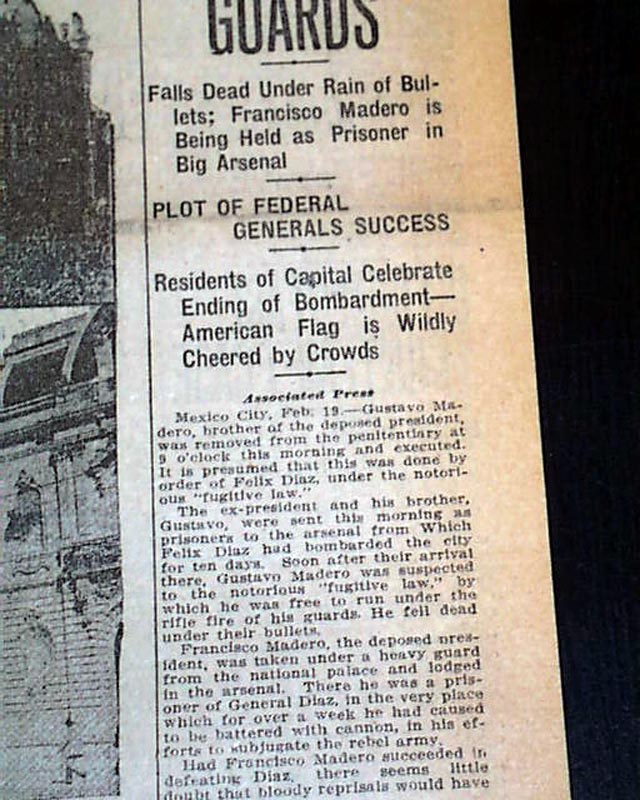 GUARDS
Falls Dead Under Rain of Bul-
lets; Francisco Madero is
Being Held as Prisoner in
Big Arsenal
PLOT OF FEDERAL
GENERALS SUCCESS
Residents of Capital Celebrate
Ending of Bombardment—
American Flag is Wildly
Cheered by Crowds
Associated Press
Mexico City, Feb. 19.—Gustavo Ma-
dero, brother of the deposed president,
was removed from the penitentiary at
o'clock this morning and executed.
It is presumed that this was done by
order of Felix Diaz, under the notori-
ous "fugitive law."
The ex-president and his brother,
Gustavo, were sent this morning as
prisoners to the arsenal from Which
Felix Diaz had bombarded the city
for ten days. Soon after their arrival
there, Gustavo Madero was suspected
to the notorious "fugitive law," by
which he was free to run under the
rifle fire of his guards. He fell dead
under their bullets.
Francisco Madero, the deposed pres-
ident, was taken under a heavy guard
from the national palace and lodged
in the arsenal. There he was a pris-
oner of General Diaz, in the very place
which for over a week he had caused
to be battered with cannon, in his ef-
forts to subjugate the rebel army.
Had Francisco Madero succeeded in
defeating Diaz, there seems little
doubt that bloody reprisals would have